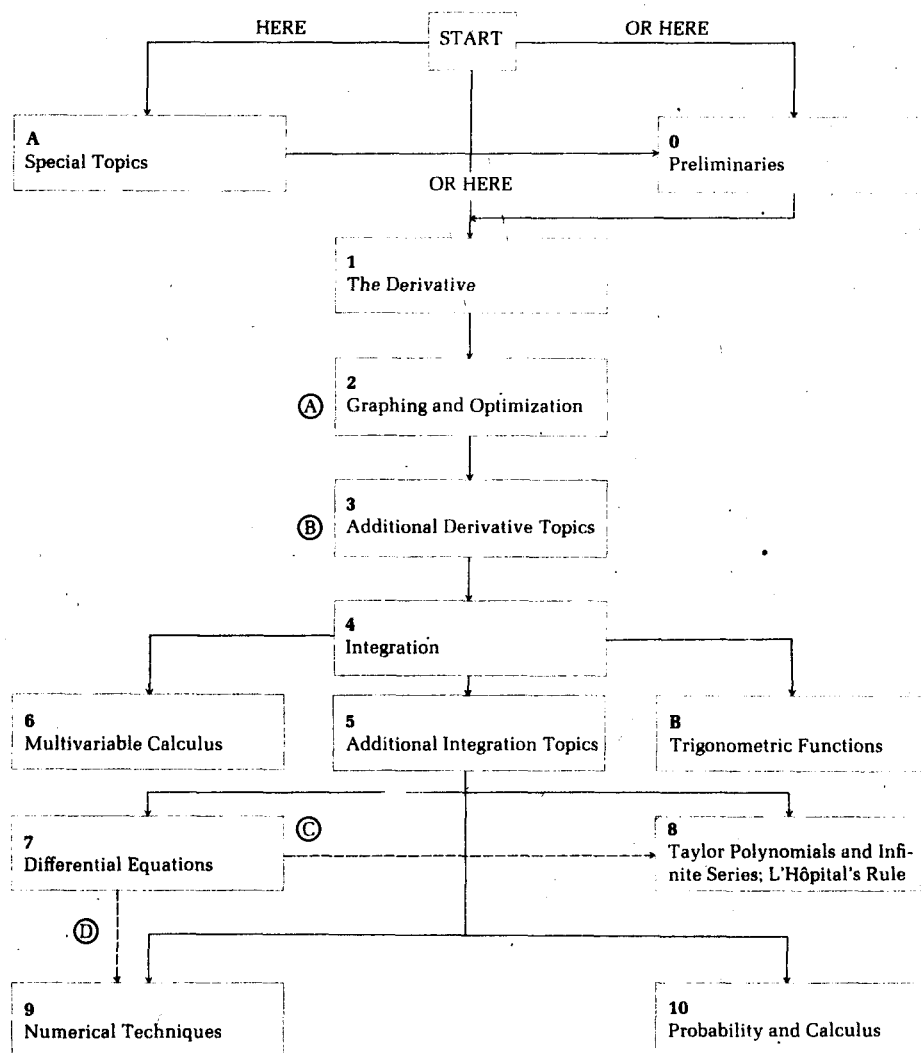 HERE
START
OR HERE
A
Special Topics
0
Preliminaries
OR HERE
1
The Derivative
A
2
Graphing and Optimization
B
3
Additional Derivative Topics
4
Integration
6
Multivariable Calculus
5
Additional Integration Topics
B
Trigonometric Functions
7
Differential Equations
C
8
Taylor Polynomials and Infi-
nite Series; L'Hôpital's Rule
D
9
Numerical Techniques
10
Probability and Calculus